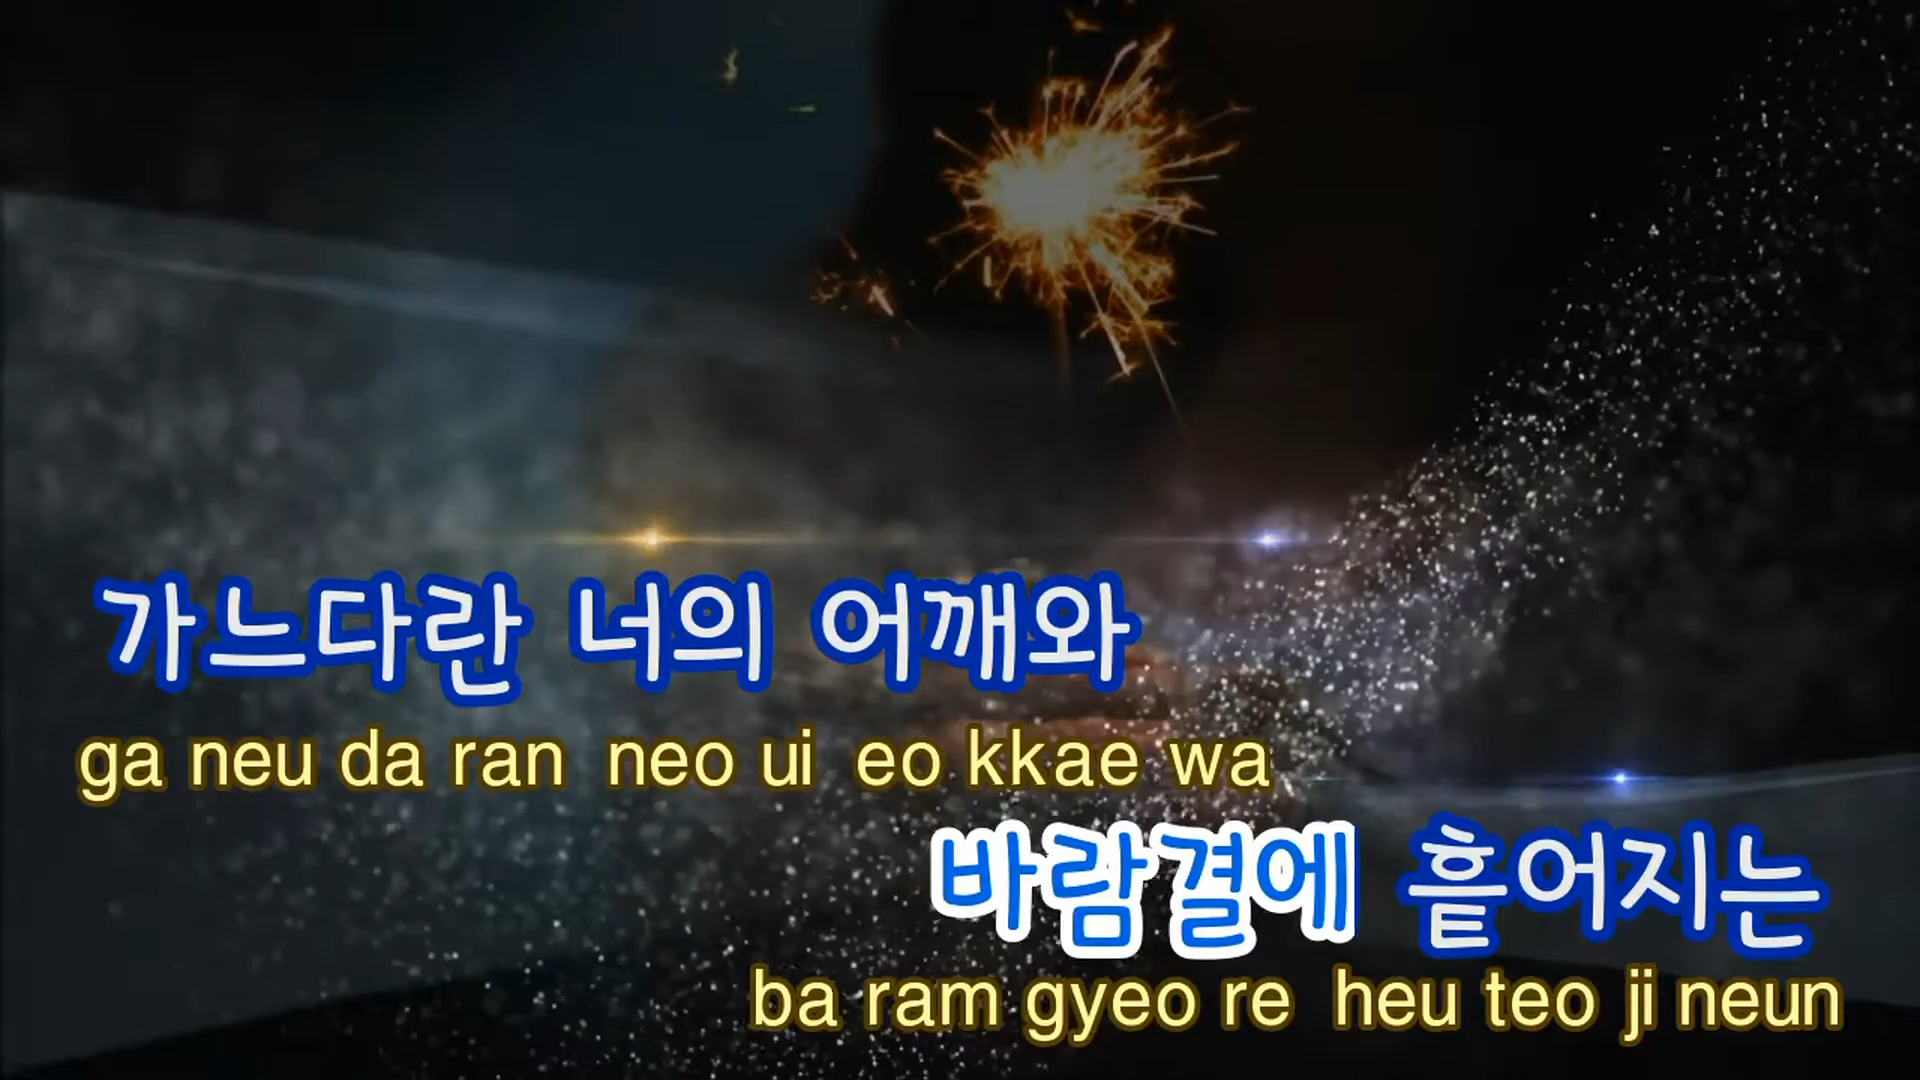 가느다란 너의 어깨와
ga neu da ran neo ui eo kkae wa
바람결에 흩어지는
ba ram gyeo re heu teo ji neun